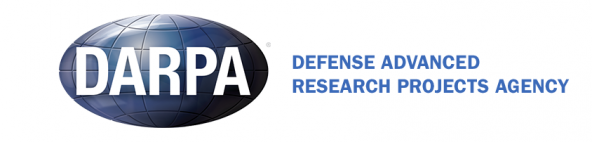 DARPA
DEFENSE ADVANCED
RESEARCH PROJECTS AGENCY